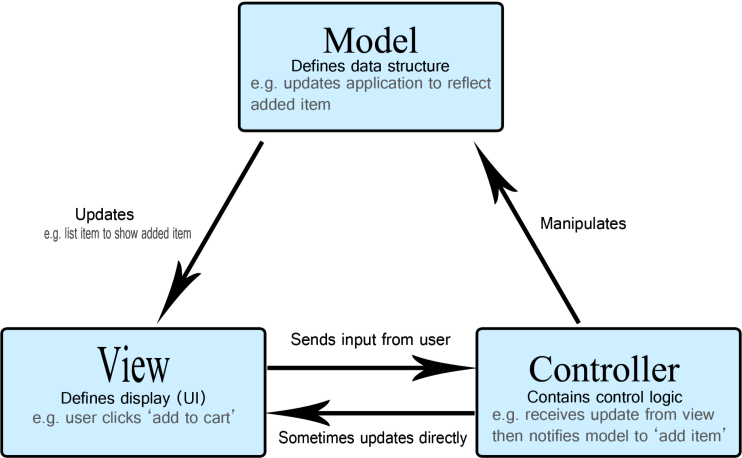 Model
Defines data structure
e.g. updates application to reflect
added item
Updates
e.g. list item to show added item
Manipulates
View
Defines display (UI)
e.g. user clicks ‘add to cart’
Sends input from user
Sometimes updates directly
Controller
Contains control logic
e.g. receives update from view
then notifies model to ‘add item’